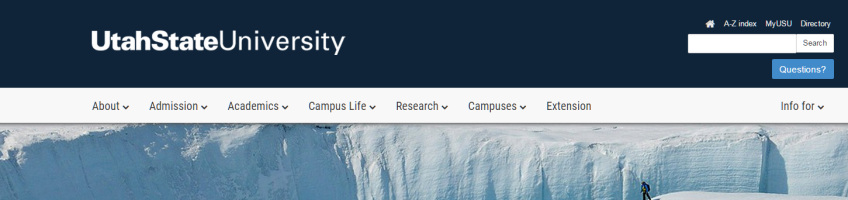 A-Z index MyUSU Directory
UtahStateUniversity
Search
Questions?
About Admission Academics Campus Life Research Campuses Extension Info for